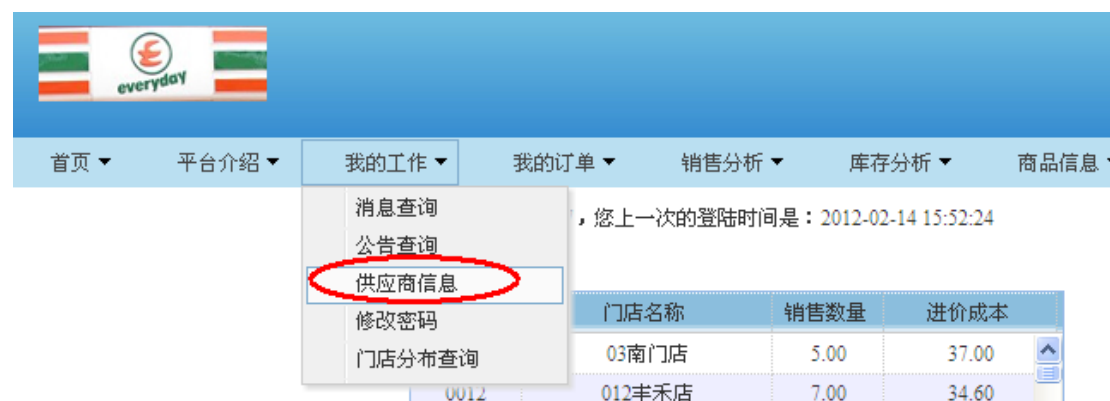 everyday
首页 平台介绍 我的工作 我的订单 销售分析 库存分析 商品信息
消息查询
，您上一次的登陆时间是：2012-02-14 15:52:24
公告查询
供应商信息
修改密码
门店分布查询
门店名称 销售数量 进价成本
03南门店 5.00 37.00
0012 012丰禾店 7.00 34.60